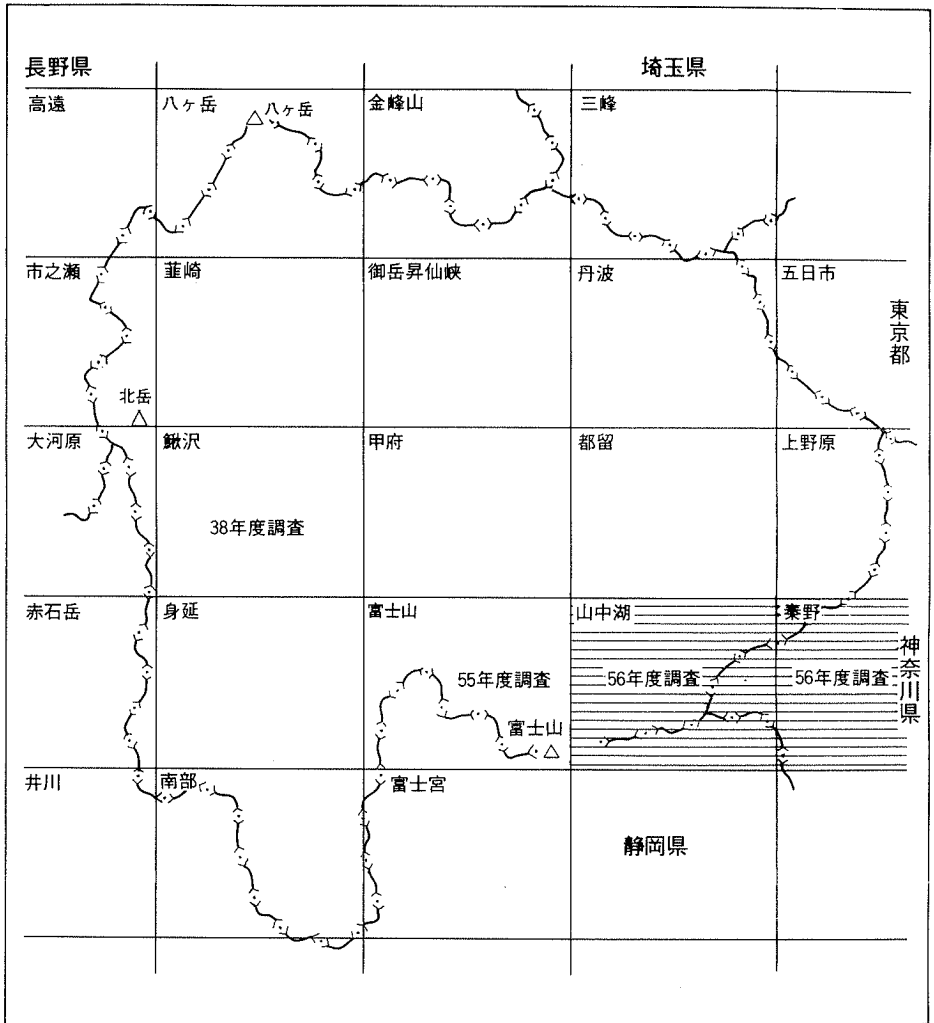 長野県
埼玉県
高遠
八ヶ岳
八ヶ岳
金峰山
三峰
市之瀬
韮崎
御岳昇仙峡
丹波
五日市
東京都
北岳
大河原
鰍沢
甲府
都留
上野原
38年度調査
赤石岳
身延
富士山
山中湖
秦野
神奈川県
55年度調査
56年度調査
56年度調査
富士山
井川
南部
富士宮
静岡県